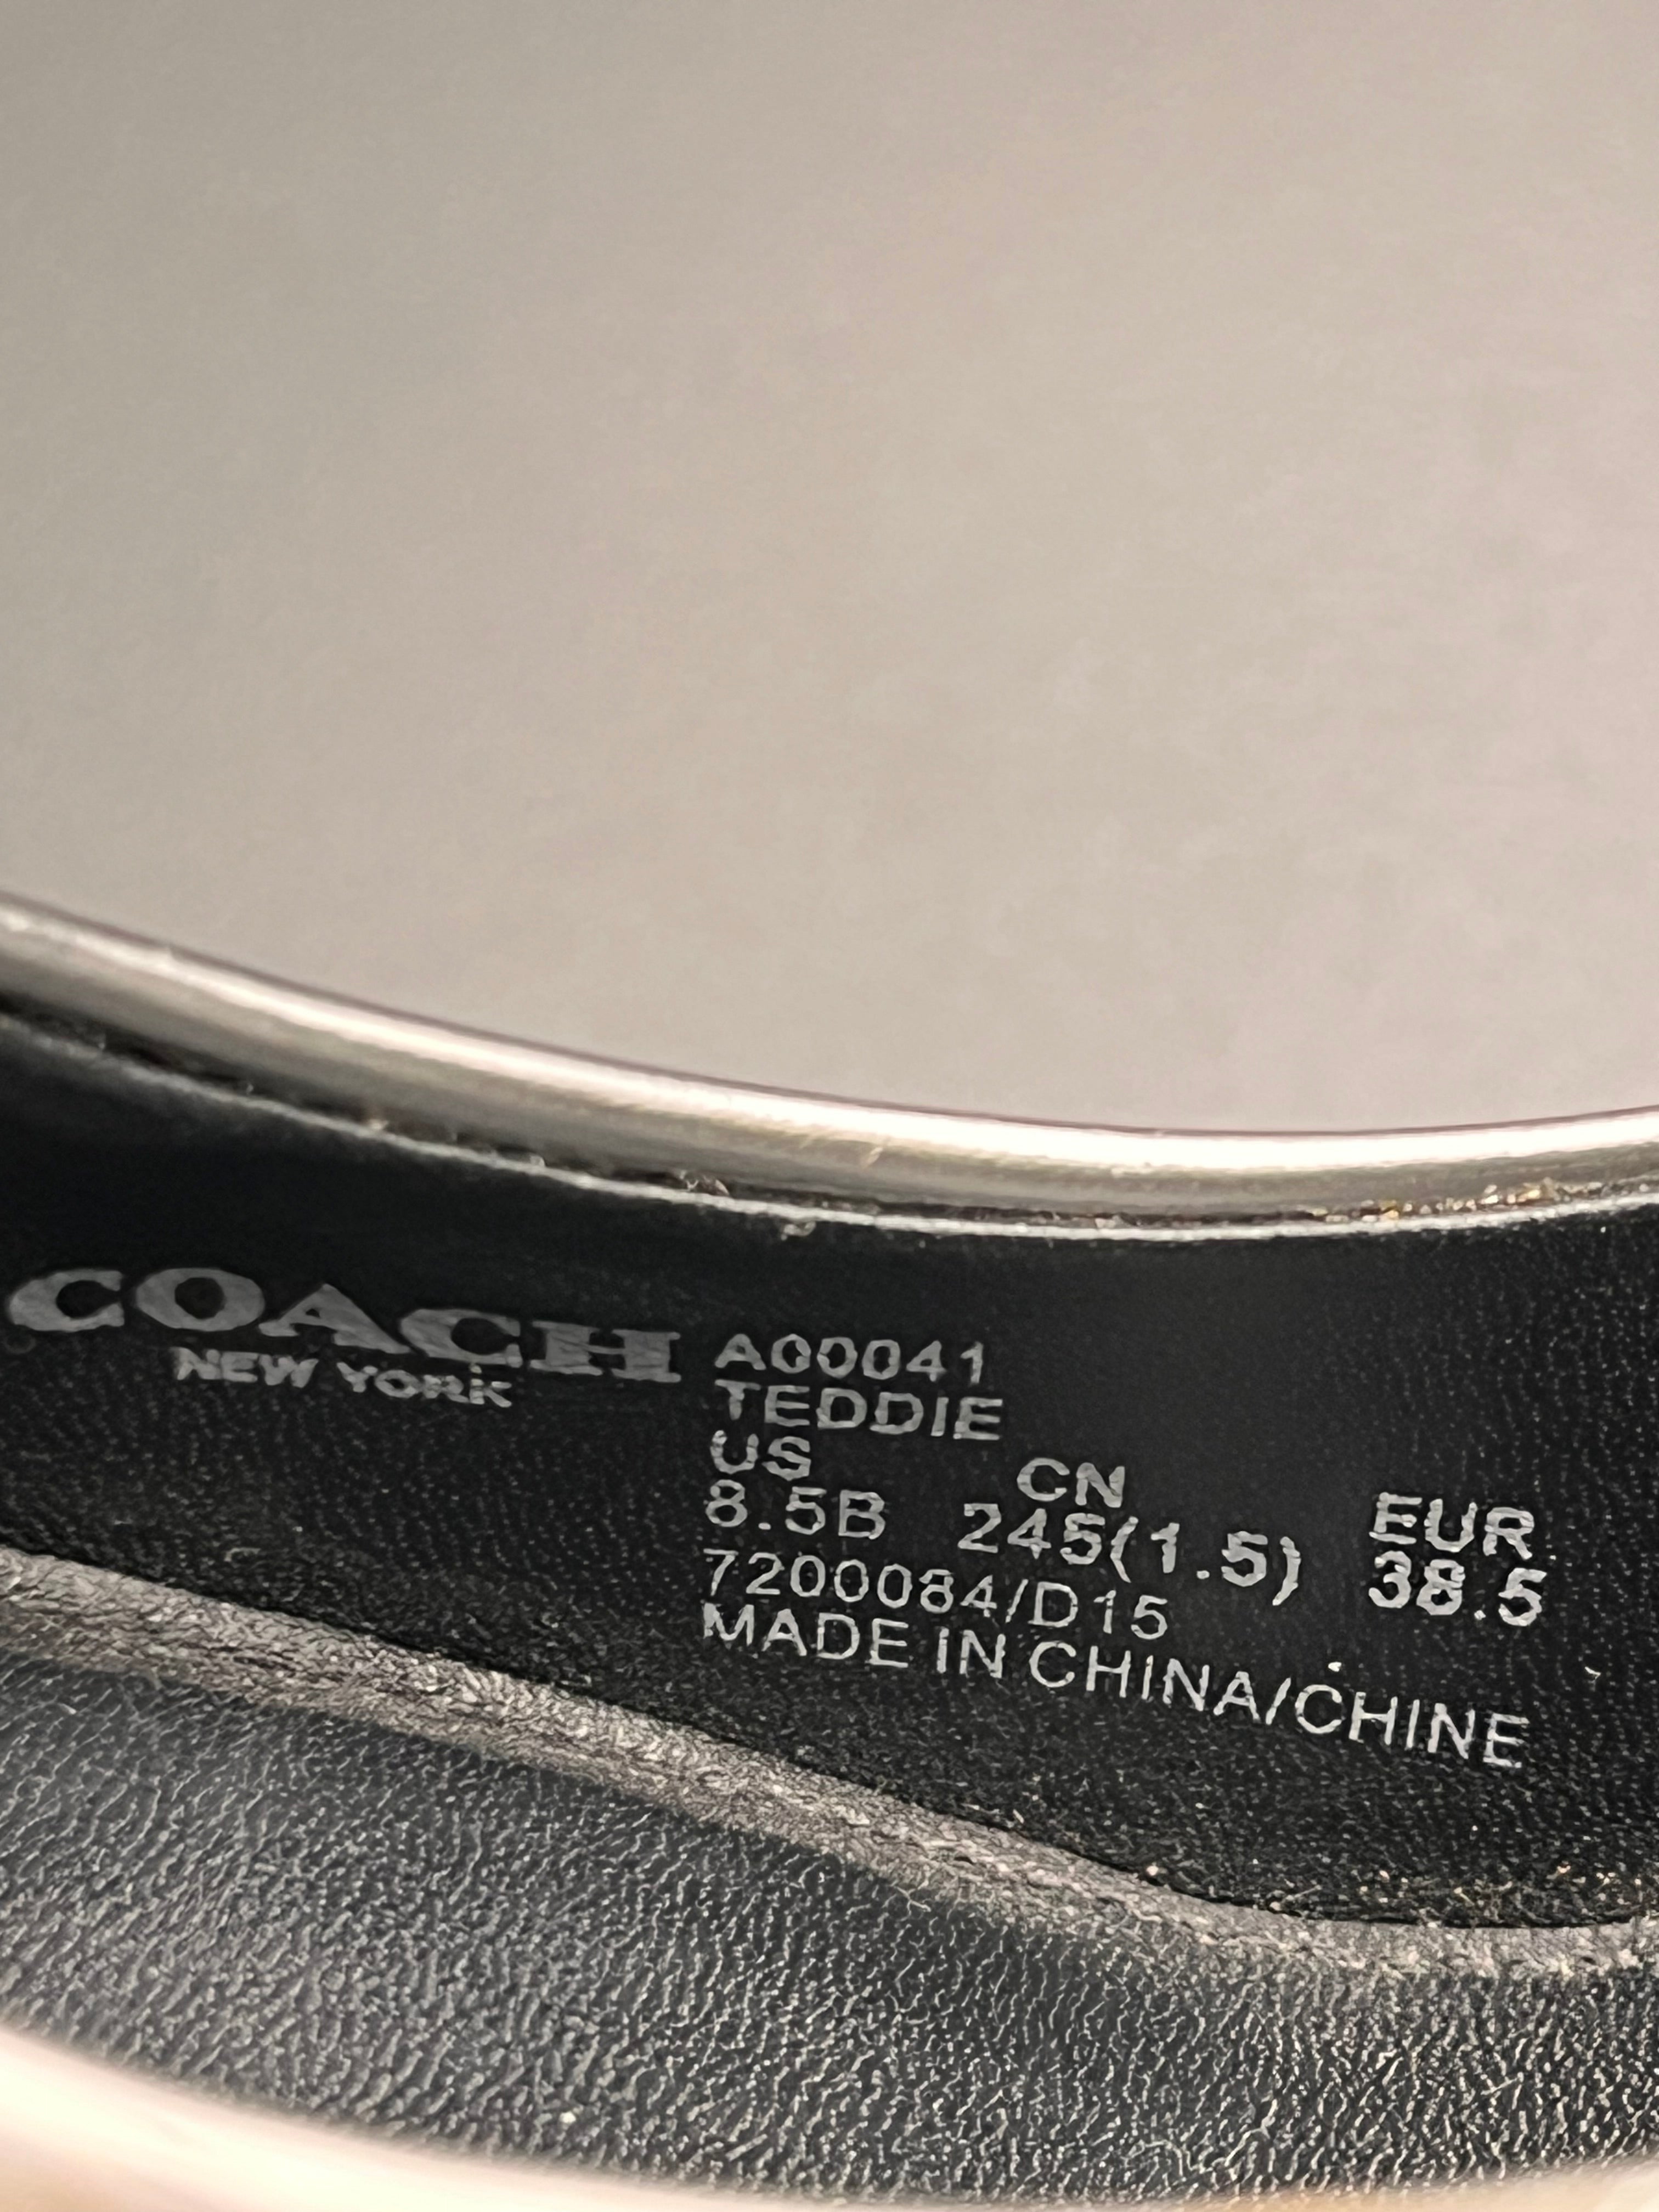 COACH
NEW YORK
A00041
TEDDIE
US CN EUR
8.5B 245(1.5) 38.5
7200084/D15
MADE IN CHINA/CHINE